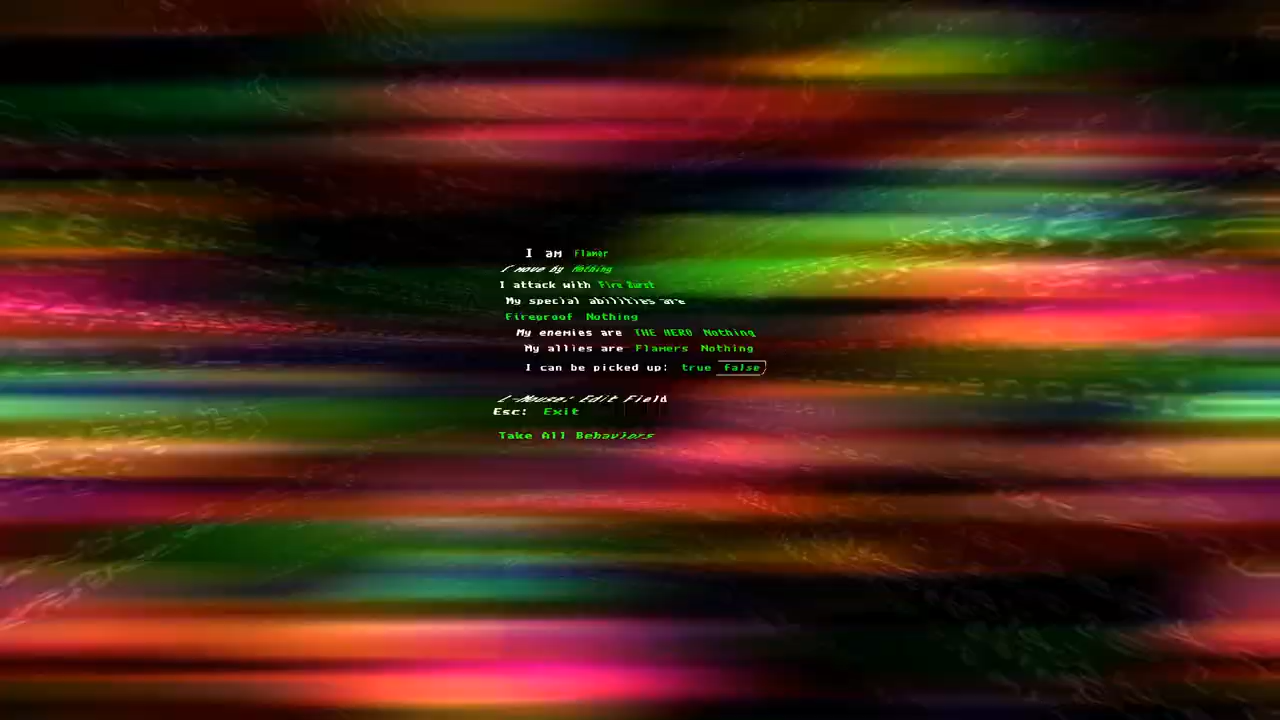 I am Flamer
I move by Nothing
I attack with Fire Burst
My special abilities are
Fireproof Nothing
My enemies are THE HERO Nothing
My allies are Flamers Nothing
I can be picked up: true false
L-Mouse: Edit Field
Esc: Exit
Take All Behaviors